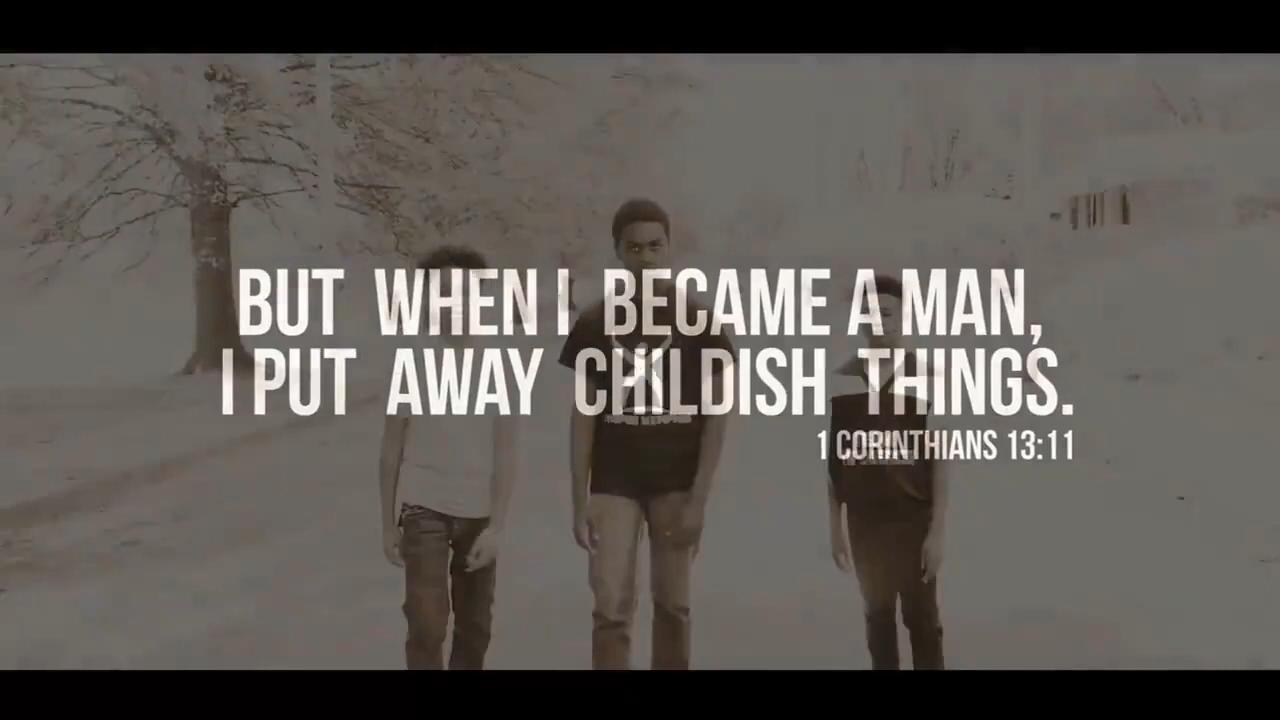 BUT WHEN I BECAME A MAN,
I PUT AWAY CHILDISH THINGS.
1 CORINTHIANS 13:11